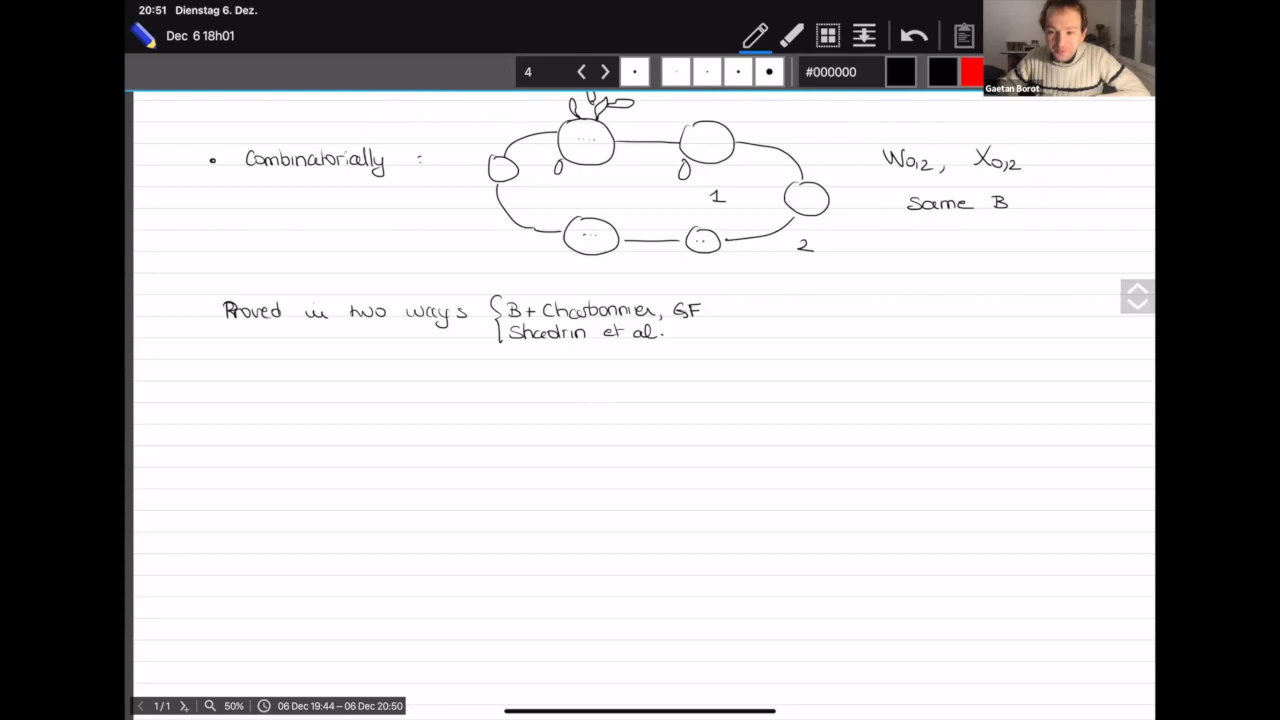 20:51 Dienstag 6. Dez.
Dec 6 18h01
4
#000000
Gaetan Borot
• Combinatorially :
W0,2, X0,2
same B
0
0
1
2
Proved in two ways { B + Charbonnier, GF
Shadrin et al.
1/1
50%
06 Dec 19:44 – 06 Dec 20:50